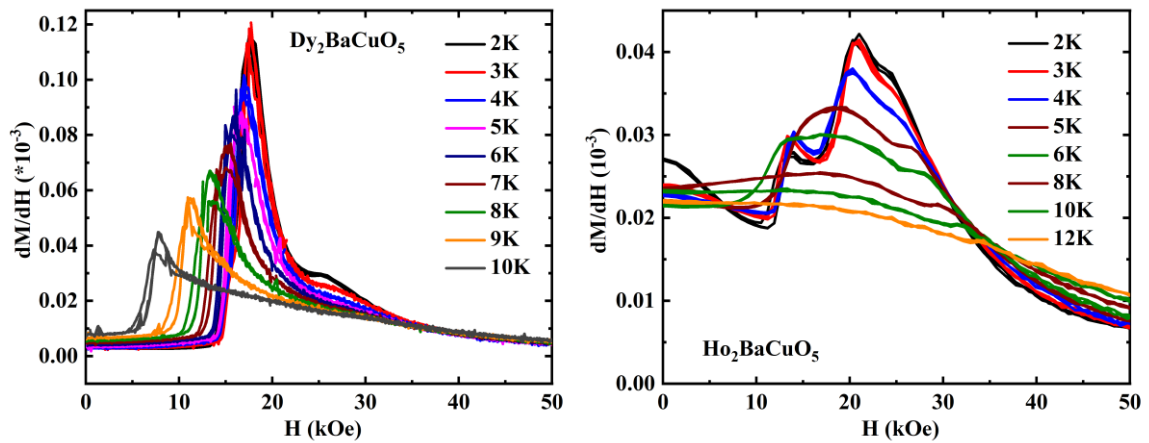 0.12
0.10
0.08
0.06
0.04
0.02
0.00
dM/dH (*10⁻³)
Dy₂BaCuO₅
2K
3K
4K
5K
6K
7K
8K
9K
10K
0 10 20 30 40 50
H (kOe)
0.04
0.03
0.02
0.01
0.00
dM/dH (10⁻³)
2K
3K
4K
5K
6K
8K
10K
12K
Ho₂BaCuO₅
0 10 20 30 40 50
H (kOe)